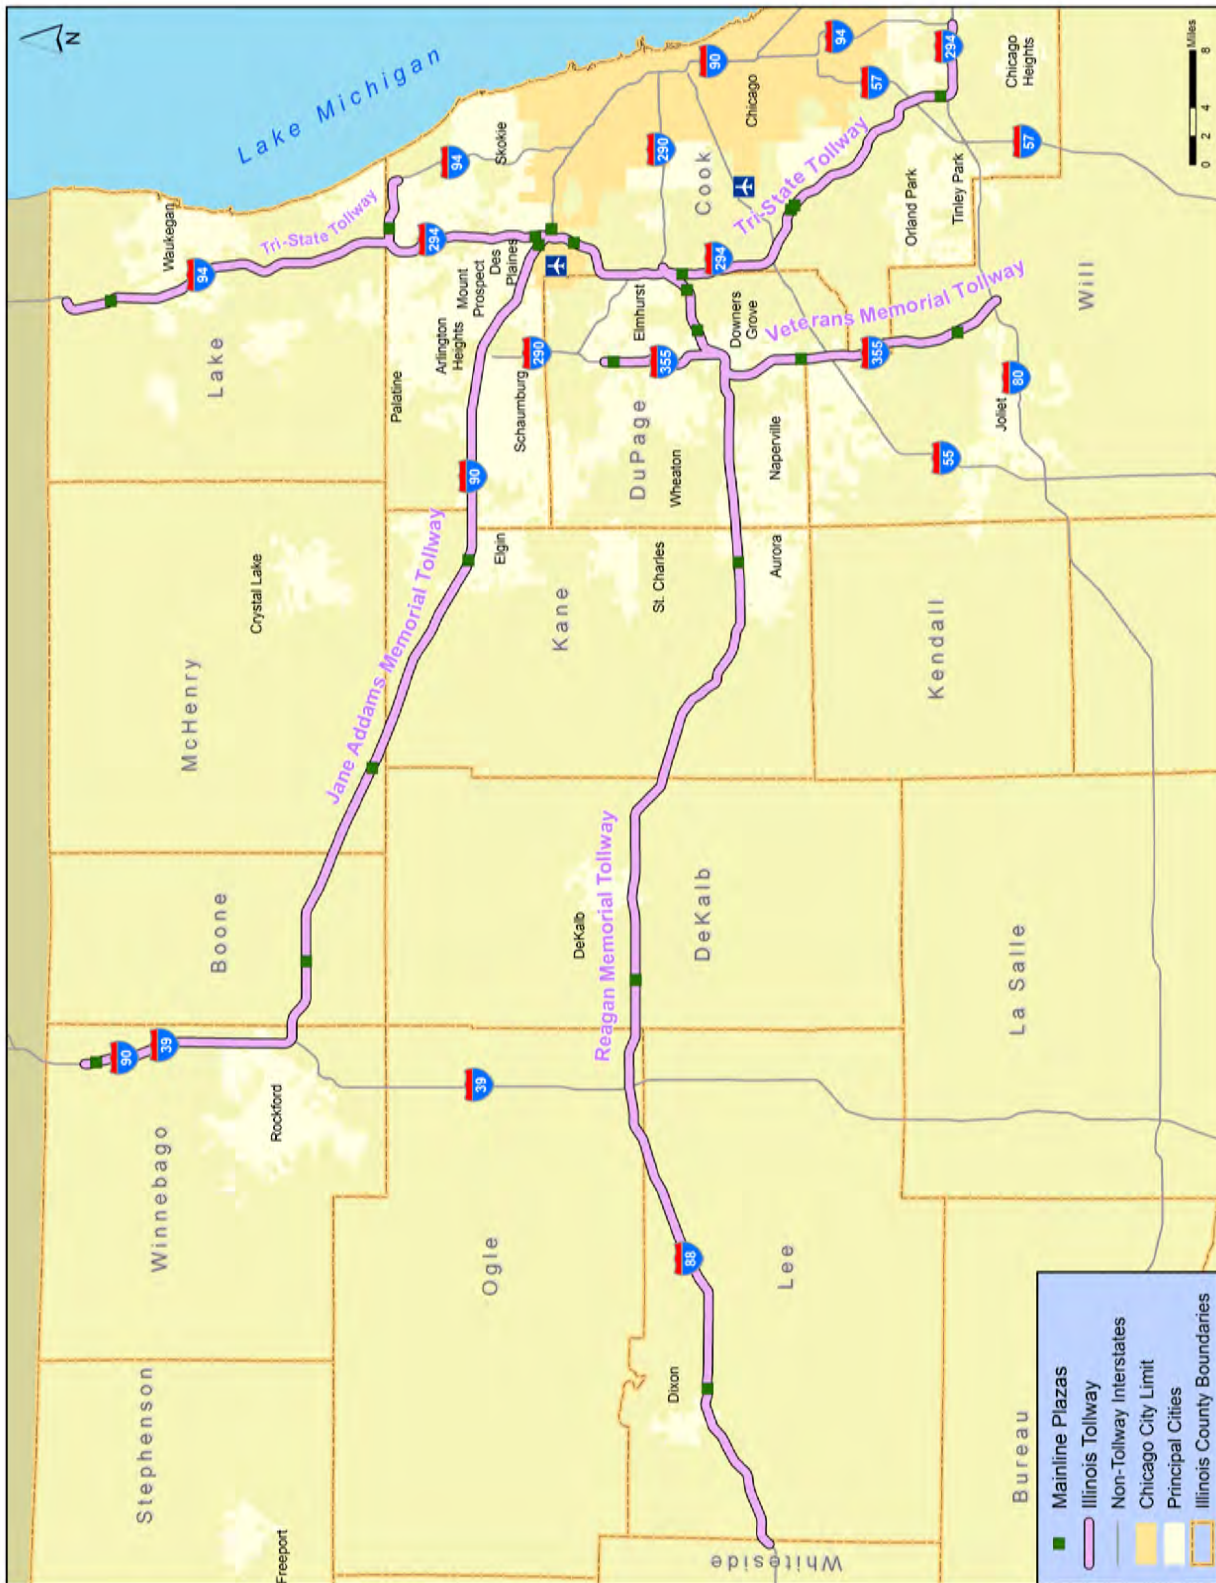 N
Lake Michigan
Stephenson
Winnebago
Boone
McHenry
Lake
Waukegan
94
90
39
Freeport
Rockford
Crystal Lake
Tri-State Tollway
Jane Addams Memorial Tollway
Palatine
Arlington
Heights
Mount
Prospect
Des
Plaines
294
94
Skokie
Ogle
39
Kane
Elgin
90
Schaumburg
290
DeKalb
St. Charles
DuPage
Wheaton
Elmhurst
355
290
Cook
90
Chicago
Reagan Memorial Tollway
Dixon
88
Lee
DeKalb
Aurora
Naperville
Downers
Grove
294
Tri-State Tollway
94
57
Whiteside
Veterans Memorial Tollway
355
Orland Park
Tinley Park
294
Kendall
55
Joliet
80
Will
57
Chicago
Heights
Bureau
La Salle
Mainline Plazas
Illinois Tollway
Non-Tollway Interstates
Chicago City Limit
Principal Cities
Illinois County Boundaries
0 2 4 8
Miles